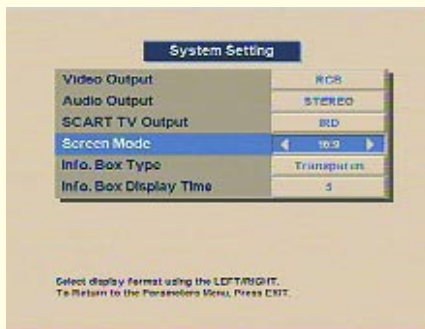 System Setting
Video Output RGB
Audio Output STEREO
SCART TV Output IRD
Screen Mode 16:9
Info. Box Type Transparent
Info. Box Display Time 5
Select display format using the LEFT/RIGHT.
To Return to the Parameters Menu, Press EXIT.